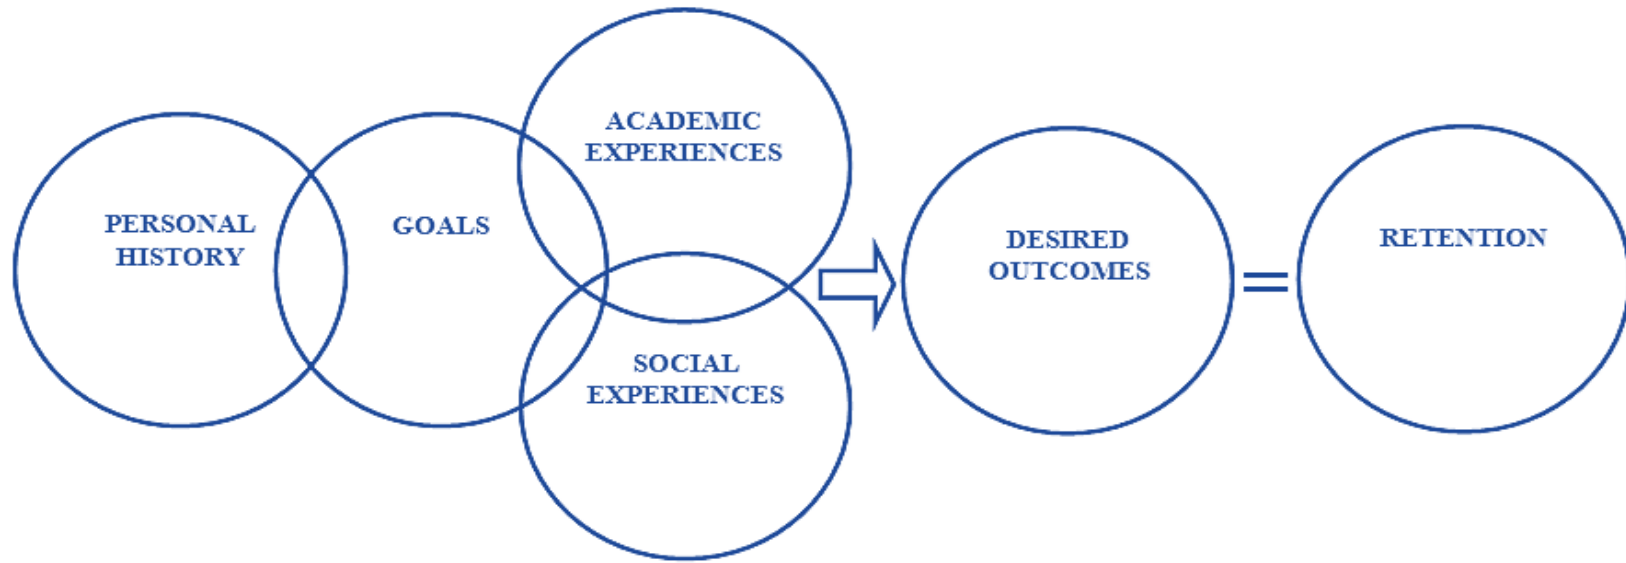 PERSONAL
HISTORY
GOALS
ACADEMIC
EXPERIENCES
SOCIAL
EXPERIENCES
DESIRED
OUTCOMES
RETENTION